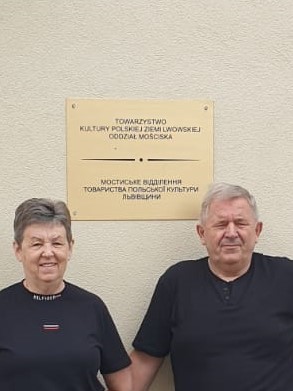 TOWARZYSTWO
KULTURY POLSKIEJ ZIEMI LWOWSKIEJ
ODDZIAŁ MOŚCISKA
МОСТИСЬКЕ ВІДДІЛЕННЯ
ТОВАРИСТВА ПОЛЬСЬКОЇ КУЛЬТУРИ
ЛЬВІВЩИНИ